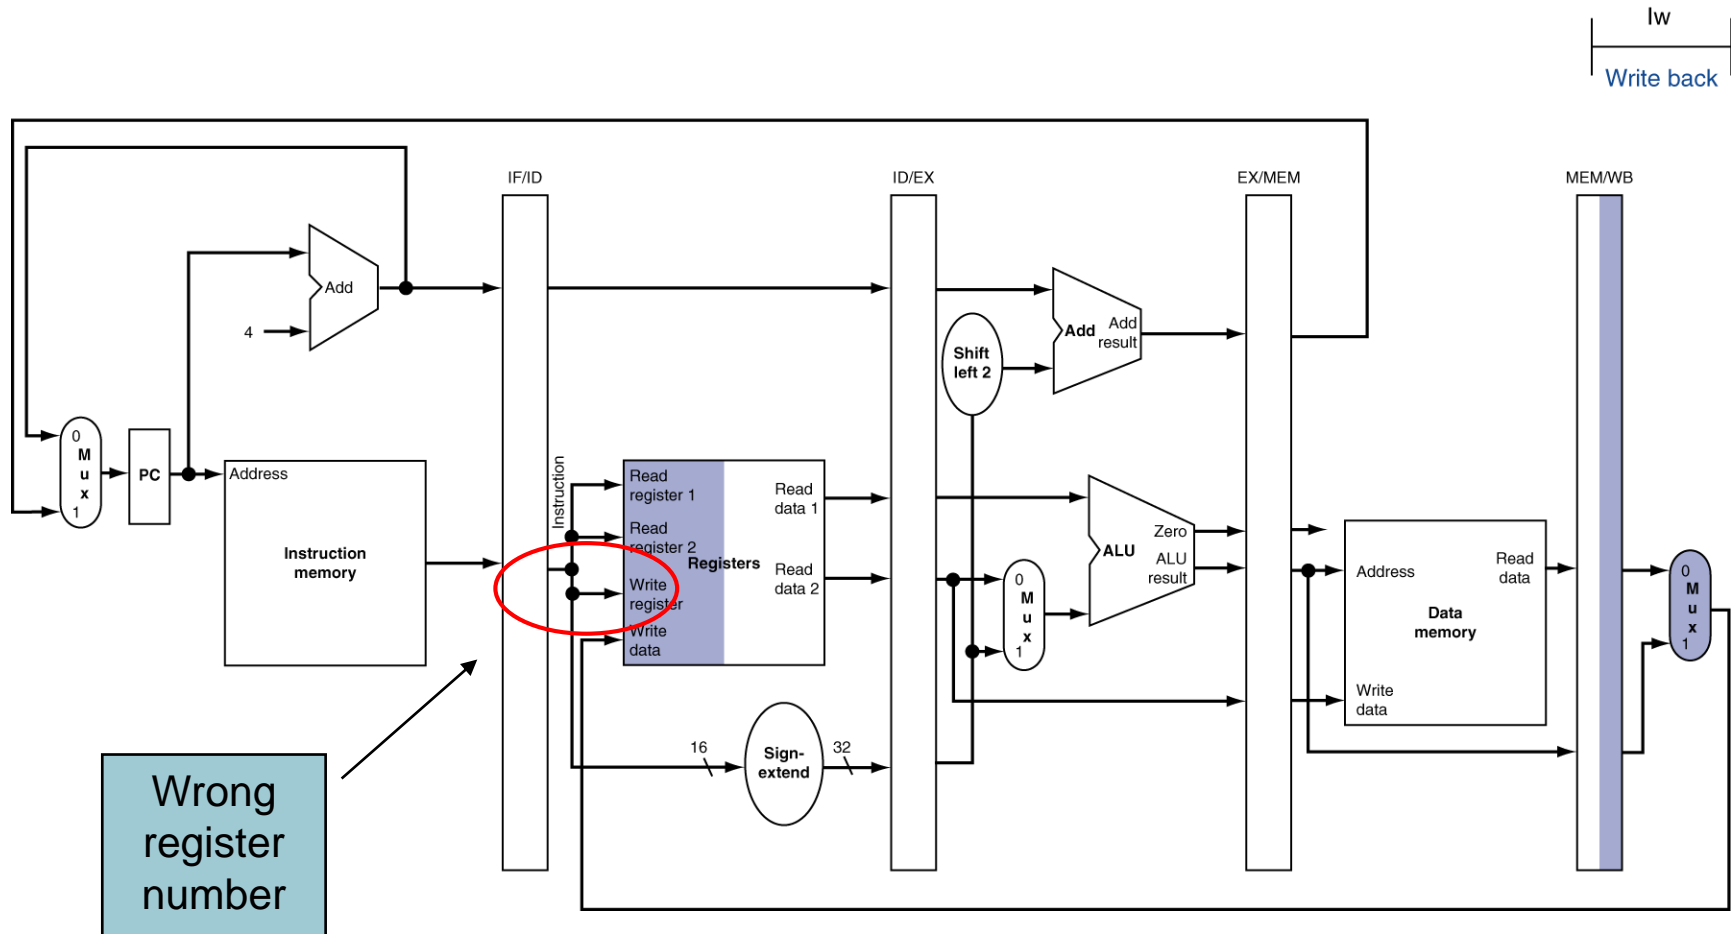 lw
Write back
IF/ID
ID/EX
EX/MEM
MEM/WB
Add
4
Shift
left 2
Add
Add
result
0
M
u
x
1
PC
Address
Instruction
memory
Instruction
Read
register 1
Read
register 2
Registers
Write
register
Write
data
Read
data 1
Read
data 2
0
M
u
x
1
Zero
ALU
ALU
result
Address
Read
data
Data
memory
Write
data
0
M
u
x
1
16
Sign-
extend
32
Wrong
register
number